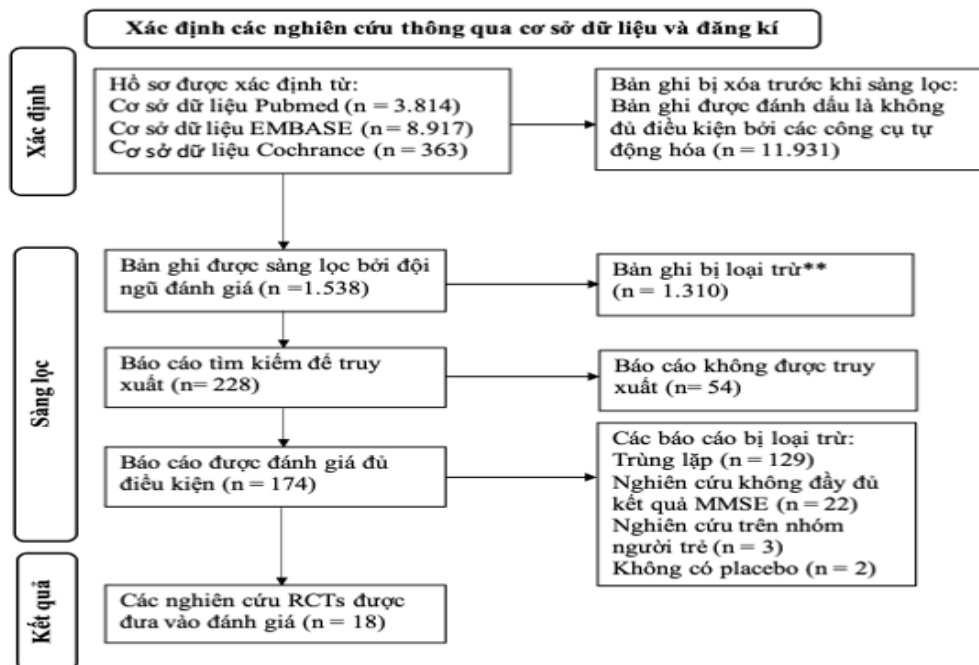 Xác định các nghiên cứu thông qua cơ sở dữ liệu và đăng kí
Xác định
Hồ sơ được xác định từ:
Cơ sở dữ liệu Pubmed (n = 3.814)
Cơ sở dữ liệu EMBASE (n= 8.917)
Cơ sở dữ liệu Cochrance (n = 363)
Bản ghi bị xóa trước khi sàng lọc:
Bản ghi được đánh dấu là không
đủ điều kiện bởi các công cụ tự
động hóa (n = 11.931)
Sàng lọc
Bản ghi được sàng lọc bởi đội
ngũ đánh giá (n =1.538)
Bản ghi bị loại trừ**
(n = 1.310)
Báo cáo tìm kiếm để truy
xuất (n= 228)
Báo cáo không được truy
xuất (n= 54)
Báo cáo được đánh giá đủ
điều kiện (n = 174)
Các báo cáo bị loại trừ:
Trùng lặp (n = 129)
Nghiên cứu không đầy đủ
kết quả MMSE (n = 22)
Nghiên cứu trên nhóm
người trẻ (n = 3)
Không có placebo (n = 2)
Kết quả
Các nghiên cứu RCTs được
đưa vào đánh giá (n = 18)